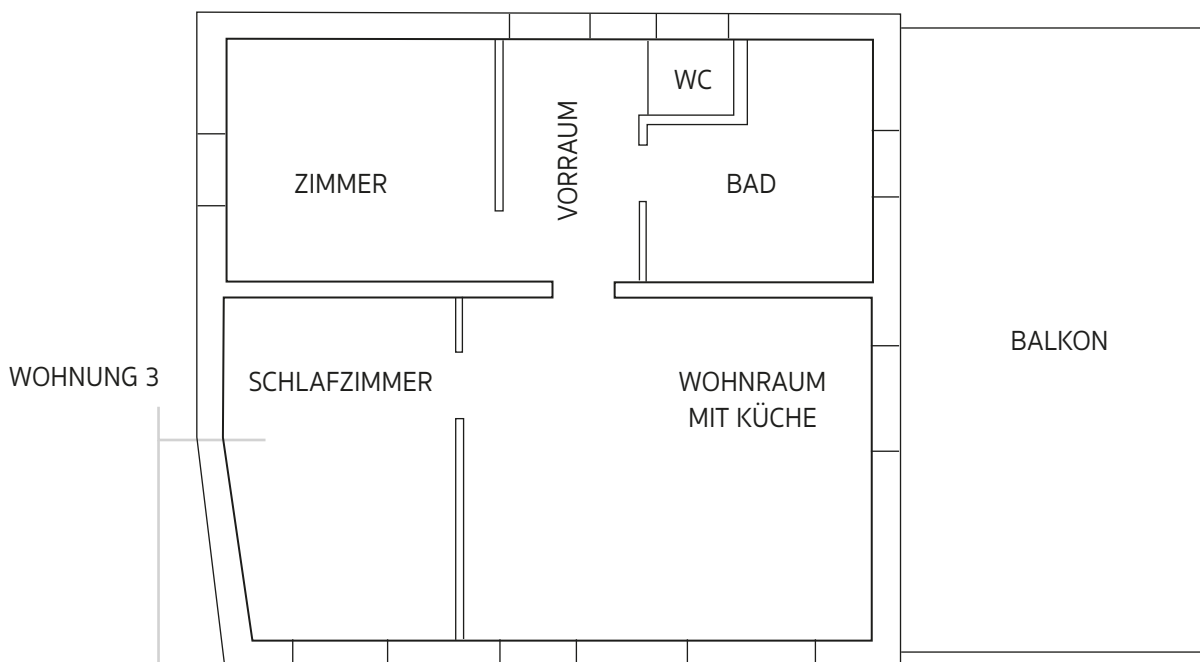 WC
VORRAUM
ZIMMER
BAD
BALKON
WOHNUNG 3
SCHLAFZIMMER
WOHNRAUM
MIT KÜCHE